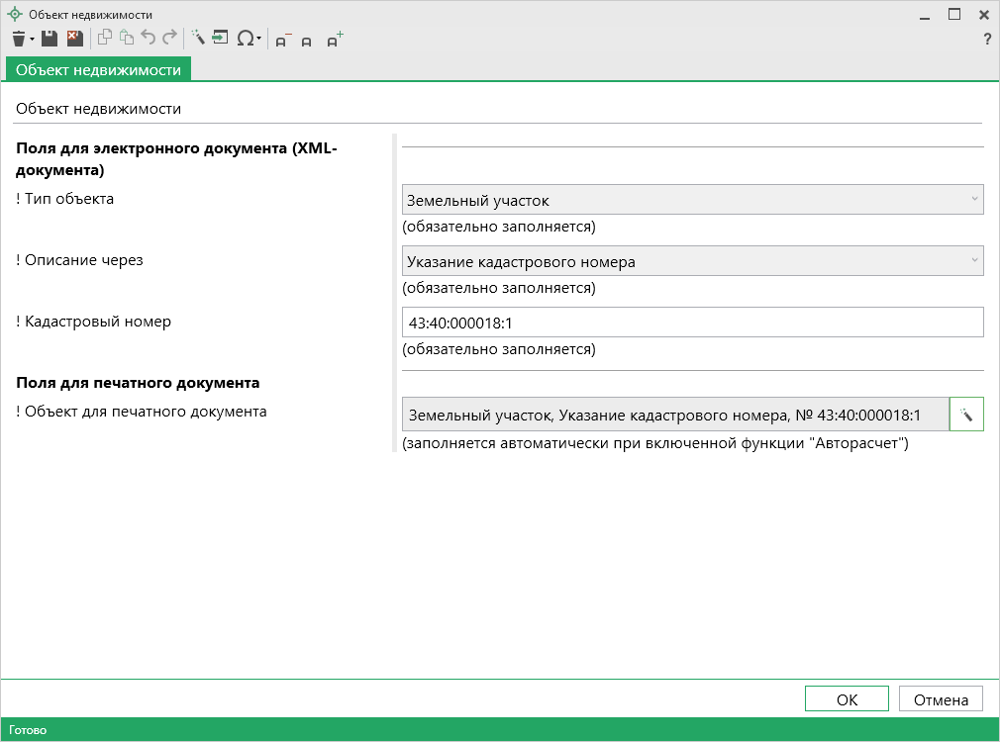 Объект недвижимости
?
Объект недвижимости
Объект недвижимости
Поля для электронного документа (XML-
документа)
! Тип объекта
Земельный участок
(обязательно заполняется)
! Описание через
Указание кадастрового номера
(обязательно заполняется)
! Кадастровый номер
43:40:000018:1
(обязательно заполняется)
Поля для печатного документа
! Объект для печатного документа
Земельный участок, Указание кадастрового номера, № 43:40:000018:1
(заполняется автоматически при включенной функции "Авторасчет")
ОК
Отмена
Готово